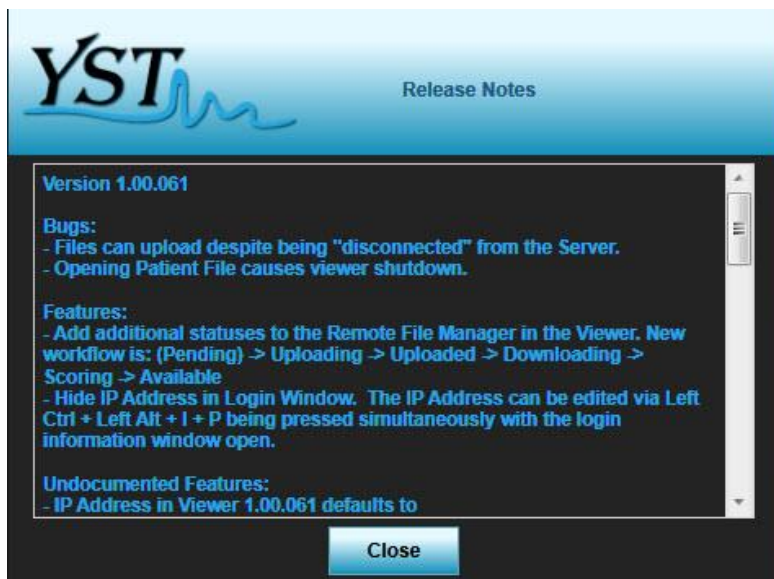 YST
Release Notes
Version 1.00.061
Bugs:
- Files can upload despite being "disconnected" from the Server.
- Opening Patient File causes viewer shutdown.
Features:
- Add additional statuses to the Remote File Manager in the Viewer. New
workflow is: (Pending) -> Uploading -> Uploaded -> Downloading ->
Scoring -> Available
- Hide IP Address in Login Window.  The IP Address can be edited via Left
Ctrl + Left Alt + I + P being pressed simultaneously with the login
information window open.
Undocumented Features:
- IP Address in Viewer 1.00.061 defaults to
Close